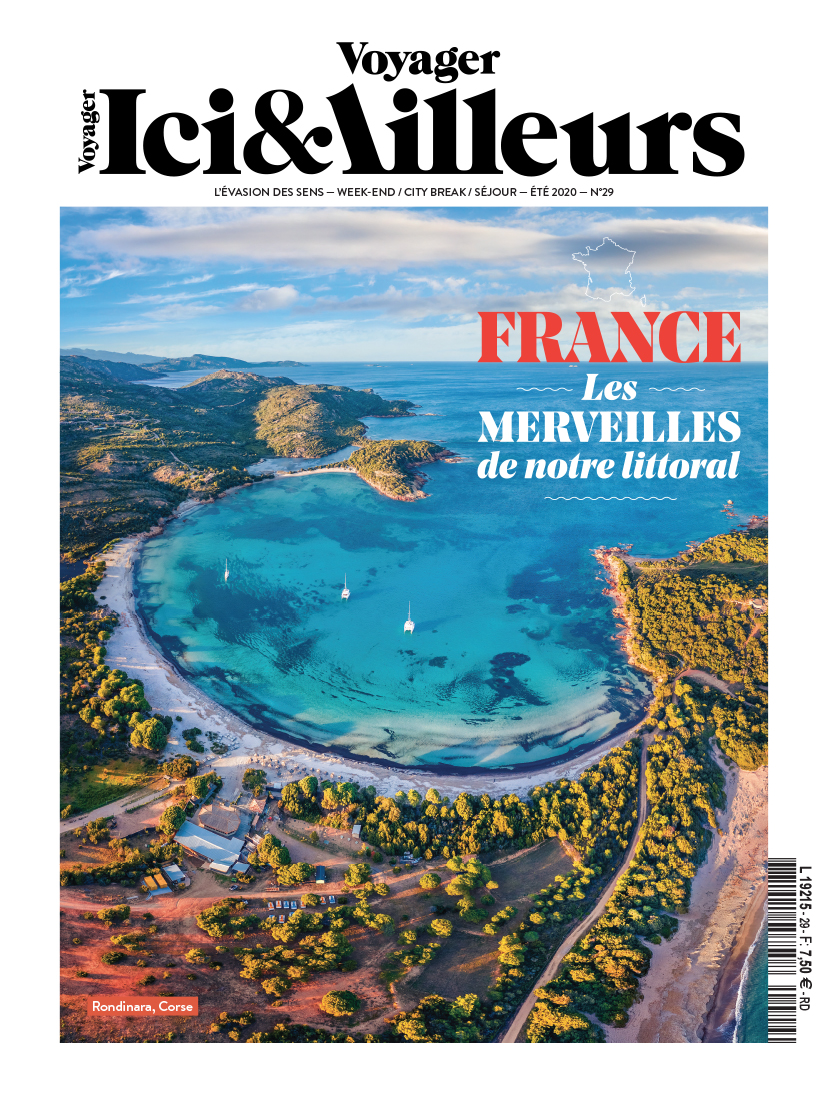 Voyager
Voyager
Ici&Ailleurs
L'ÉVASION DES SENS – WEEK-END / CITY BREAK / SÉJOUR – ÉTÉ 2020 – N°29
FRANCE
Les
MERVEILLES
de notre littoral
Rondinara, Corse
L 19215 - 29 - F: 7,50 € - RD